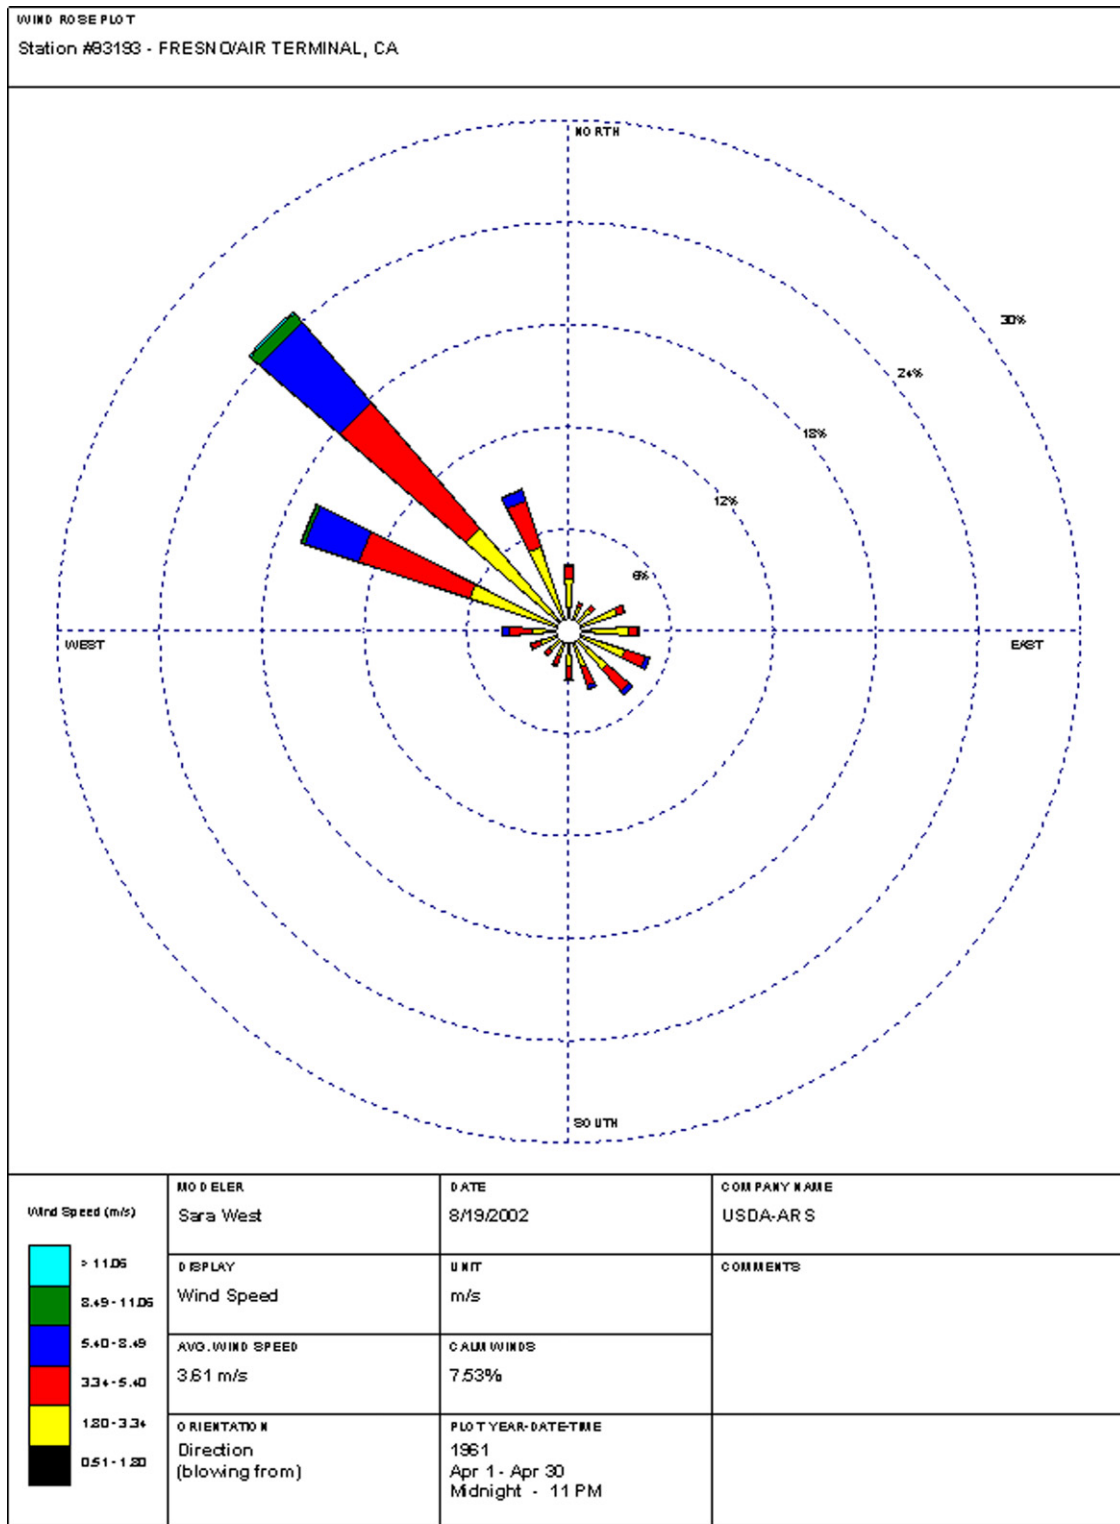 WIND ROSE PLOT
Station #93193 - FRESNO/AIR TERMINAL, CA
NORTH
30%
24%
18%
12%
6%
WEST
EAST
SOUTH
Wind Speed (m/s)
> 11.06
8.49 - 11.06
5.40 - 8.49
3.34 - 5.40
1.80 - 3.34
0.51 - 1.80
MODELER
Sara West
DATE
8/19/2002
COMPANY NAME
USDA-ARS
DISPLAY
Wind Speed
UNIT
m/s
COMMENTS
AVG. WIND SPEED
3.61 m/s
CALM WINDS
7.53%
ORIENTATION
Direction
(blowing from)
PLOT YEAR-DATE-TIME
1961
Apr 1 - Apr 30
Midnight - 11 PM